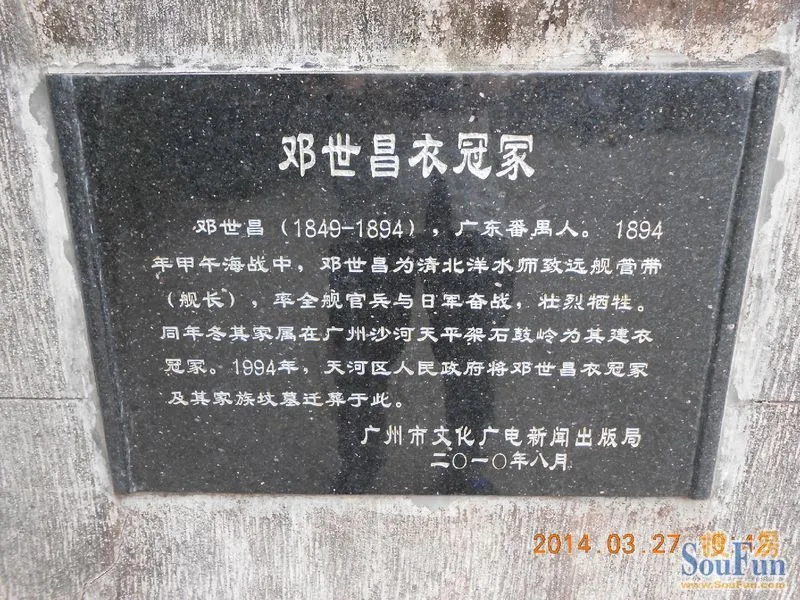 邓世昌衣冠冢
邓世昌（1849-1894），广东番禺人。1894
年甲午海战中，邓世昌为清北洋水师致远舰营带
（舰长），率全舰官兵与日军奋战，壮烈牺牲。
同年冬其家属在广州沙河天平架石鼓岭为其建衣
冠冢。1994年，天河区人民政府将邓世昌衣冠冢
及其家族坟墓迁葬于此。
广州市文化广电新闻出版局
二〇一〇年八月
2014 03 27
SouFun
www.SouFun.com